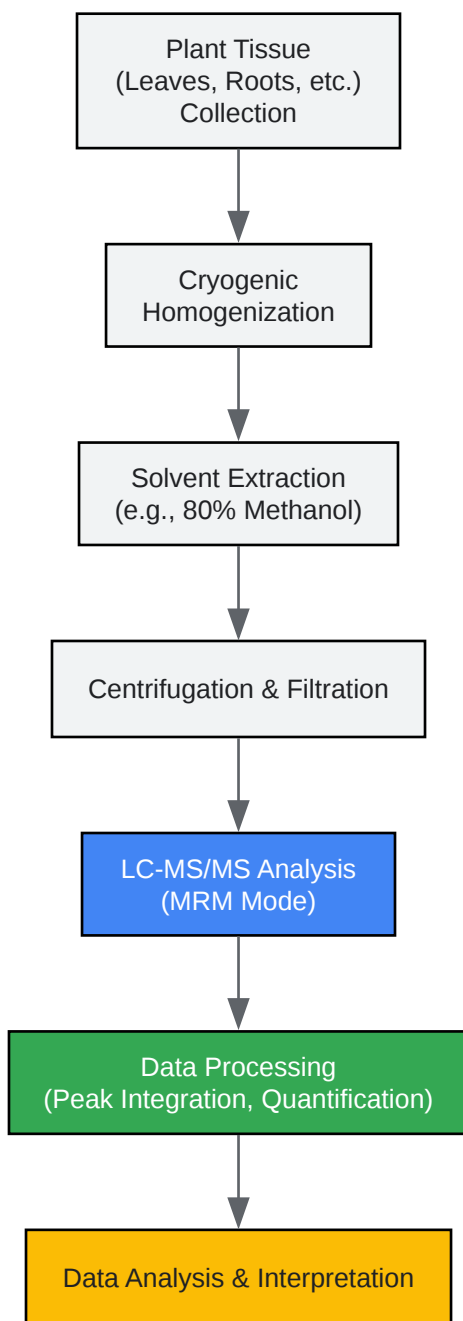 Plant Tissue
(Leaves, Roots, etc.)
Collection
Cryogenic
Homogenization
Solvent Extraction
(e.g., 80% Methanol)
Centrifugation & Filtration
LC-MS/MS Analysis
(MRM Mode)
Data Processing
(Peak Integration, Quantification)
Data Analysis & Interpretation